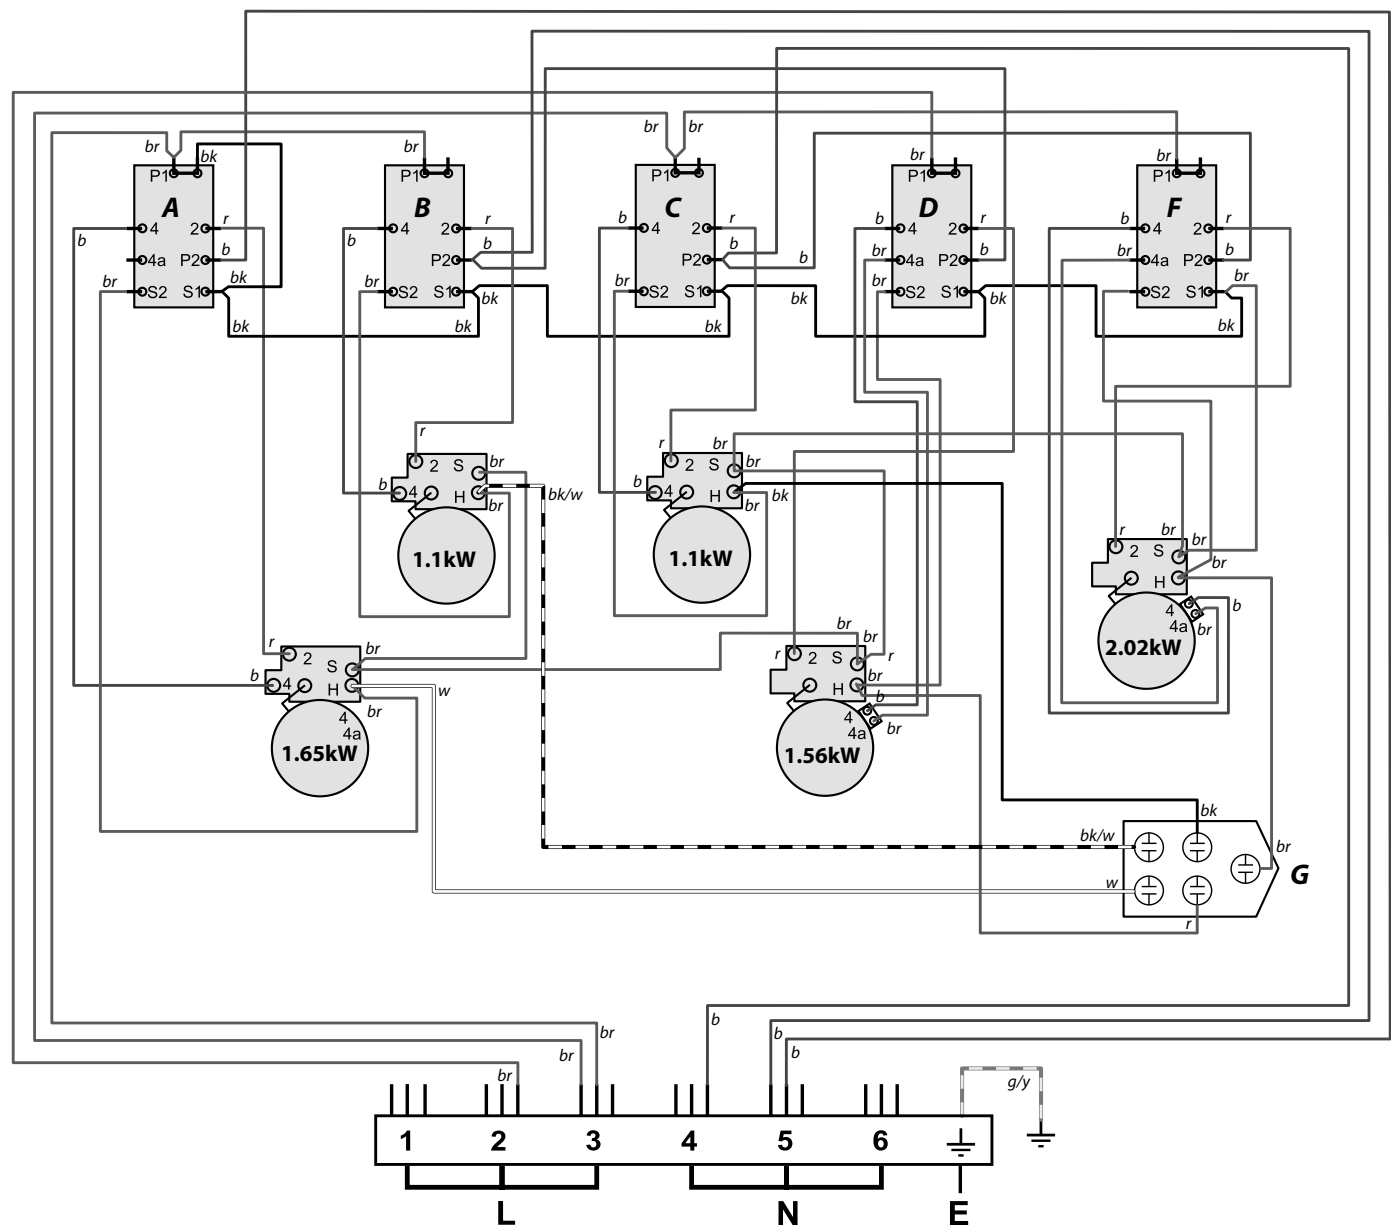 br bk br br br br br
P1 P1 P1 P1 P1
A B C D F
b 4 2 r b 4 2 r b 4 2 r b 4 2 r b 4 2 r
4a P2 b P2 b P2 b b br 4a P2 b br 4a P2 b
br S2 S1 bk br S2 S1 bk br S2 S1 bk br S2 S1 S2 S1 br
bk bk bk
r 2 S br r 2 S br br
b 4 H br bk/w b 4 H br bk
1.1kW 1.1kW
r 2 S br br
H br
4 b
4a br
2.02kW
br br
r 2 S br r 2 S r
b 4 H w H br
br b
4 4
4a 4a br
1.65kW 1.56kW
bk
bk/w br
G
w
r
b
br b
br b
br g/y
1 2 3 4 5 6
L N E